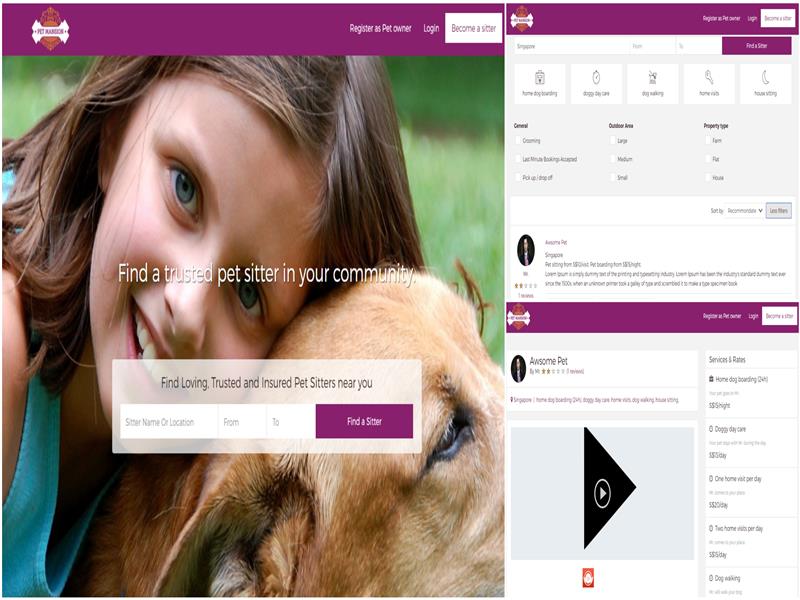 PET MANSION
Register as Pet owner
Login
Become a sitter
Find a trusted pet sitter in your community.
Find Loving, Trusted and Insured Pet Sitters near you
Sitter Name Or Location
From
To
Find a Sitter
PET MANSION
Register as Pet owner
Login
Become a sitter
Singapore
From
To
Find a Sitter
home dog boarding
doggy day care
dog walking
home visits
house sitting
General
Outdoor Area
Property type
Grooming
Large
Farm
Last Minute Bookings Accepted
Medium
Flat
Pick up / drop off
Small
House
Sort by
Recommondate
Less filters
Awsome Pet
Singapore
Pet sitting from S$10/visit. Pet boarding from S$15/night.
Lorem Ipsum is simply dummy text of the printing and typesetting industry. Lorem Ipsum has been the industry's standard dummy text ever
since the 1500s, when an unknown printer took a galley of type and scrambled it to make a type specimen book.
Mr.
1 reviews
PET MANSION
Register as Pet owner
Login
Become a sitter
Awsome Pet
By Mr.
(1 reviews)
Singapore | home dog boarding (24h), doggy day care, home visits, dog walking, house sitting,
Services & Rates
Home dog boarding (24h)
Your pet goes to Mr.
S$15/night
Doggy day care
Your pet stays with Mr. during the day.
S$15/day
One home visit per day
Mr. comes to your place
S$20/day
Two home visits per day
Mr. comes to your place
S$15/day
Dog walking
Mr. will walk your dog